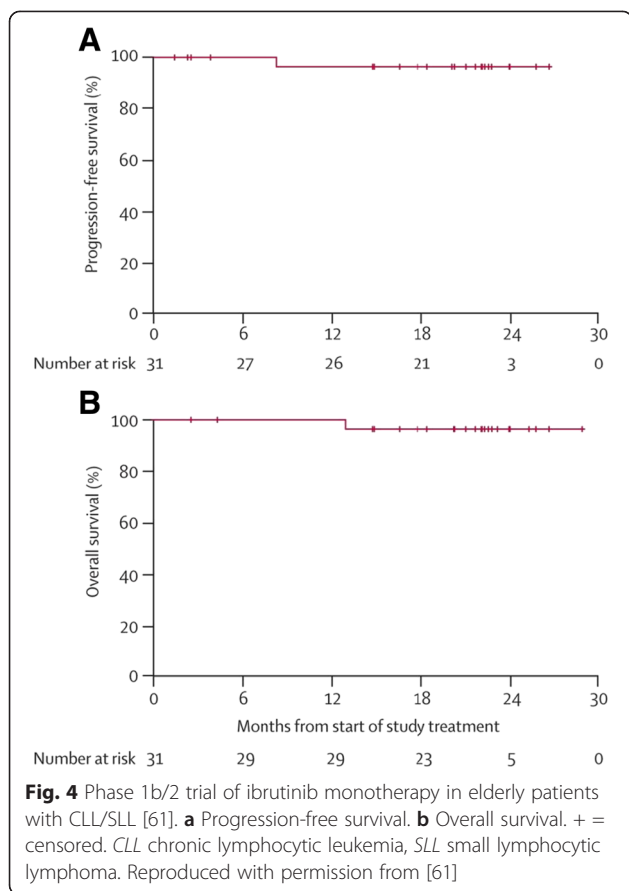 A
100
80
60
40
20
0
Progression-free survival (%)
0 6 12 18 24 30
Number at risk 31 27 26 21 3 0
B
100
80
60
40
20
0
Overall survival (%)
0 6 12 18 24 30
Months from start of study treatment
Number at risk 31 29 29 23 5 0
Fig. 4 Phase 1b/2 trial of ibrutinib monotherapy in elderly patients
with CLL/SLL [61]. a Progression-free survival. b Overall survival. + =
censored. CLL chronic lymphocytic leukemia, SLL small lymphocytic
lymphoma. Reproduced with permission from [61]